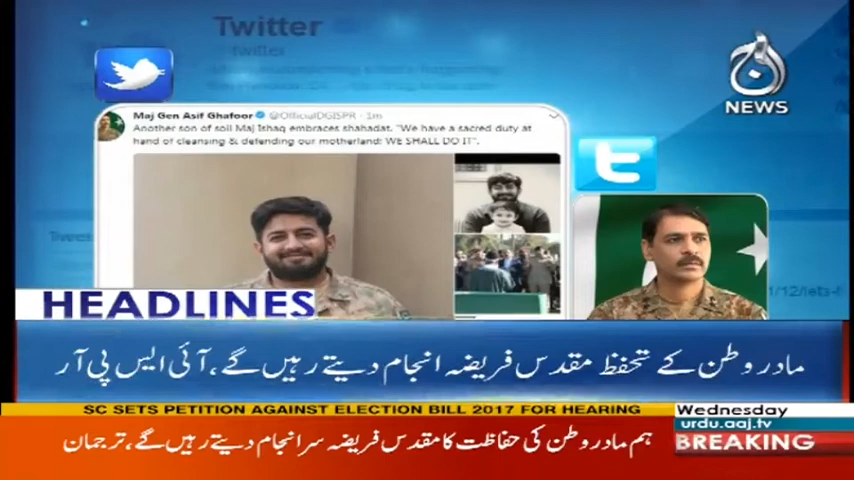 Twitter
NEWS
Maj Gen Asif Ghafoor @OfficialDGISPR · 1m
Another son of soil Maj Ishaq embraces shahadat. "We have a sacred duty at
hand of cleansing & defending our motherland: WE SHALL DO IT".
HEADLINES
مادر وطن کے تحفظ مقدس فریضہ انجام دیتے رہیں گے، آئی ایس پی آر
SC SETS PETITION AGAINST ELECTION BILL 2017 FOR HEARING
Wednesday
urdu.aaj.tv
BREAKING
ہم مادر وطن کی حفاظت کا مقدس فریضہ سرانجام دیتے رہیں گے، ترجمان